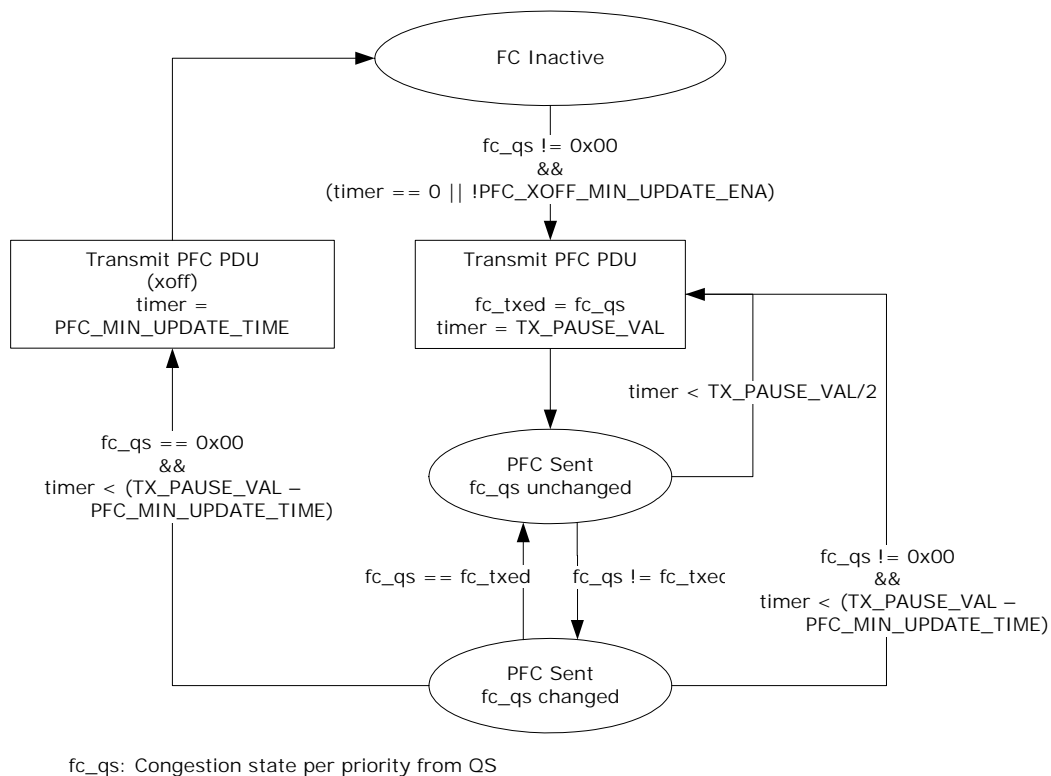 FC Inactive
fc_qs != 0x00
&&
(timer == 0 || !PFC_XOFF_MIN_UPDATE_ENA)
Transmit PFC PDU
(xoff)
timer =
PFC_MIN_UPDATE_TIME
Transmit PFC PDU
fc_txed = fc_qs
timer = TX_PAUSE_VAL
timer < TX_PAUSE_VAL/2
fc_qs == 0x00
&&
timer < (TX_PAUSE_VAL –
PFC_MIN_UPDATE_TIME)
PFC Sent
fc_qs unchanged
fc_qs == fc_txed
fc_qs != fc_txec
fc_qs != 0x00
&&
timer < (TX_PAUSE_VAL –
PFC_MIN_UPDATE_TIME)
PFC Sent
fc_qs changed
fc_qs: Congestion state per priority from QS